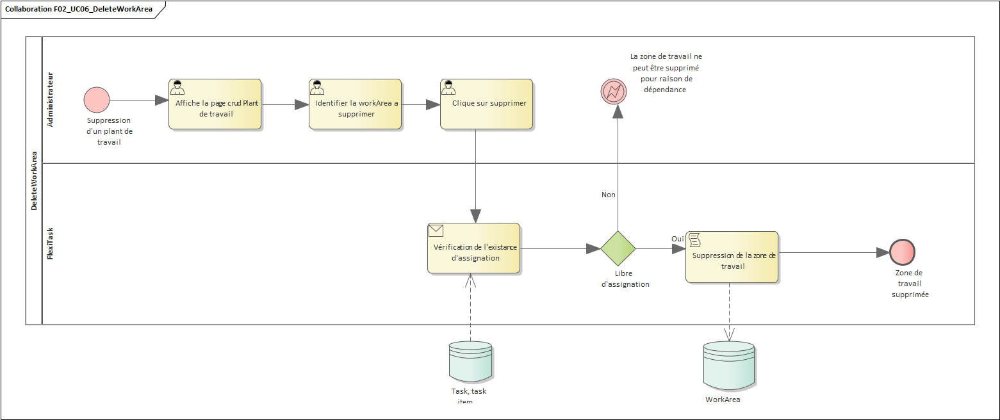 Collaboration F02_UC06_DeleteWorkArea
DeleteWorkArea
Administrateur
Suppression
d'un plant de
travail
Affiche la page crud Plant
de travail
Identifier la workArea a
supprimer
Clique sur supprimer
La zone de travail ne
peut être supprimé
pour raison de
dépendance
FlexiTask
Non
Vérification de l'existance
d'assignation
Libre
d'assignation
Oui
Suppression de la zone de
travail
Zone de
travail
supprimée
Task, task
item
WorkArea